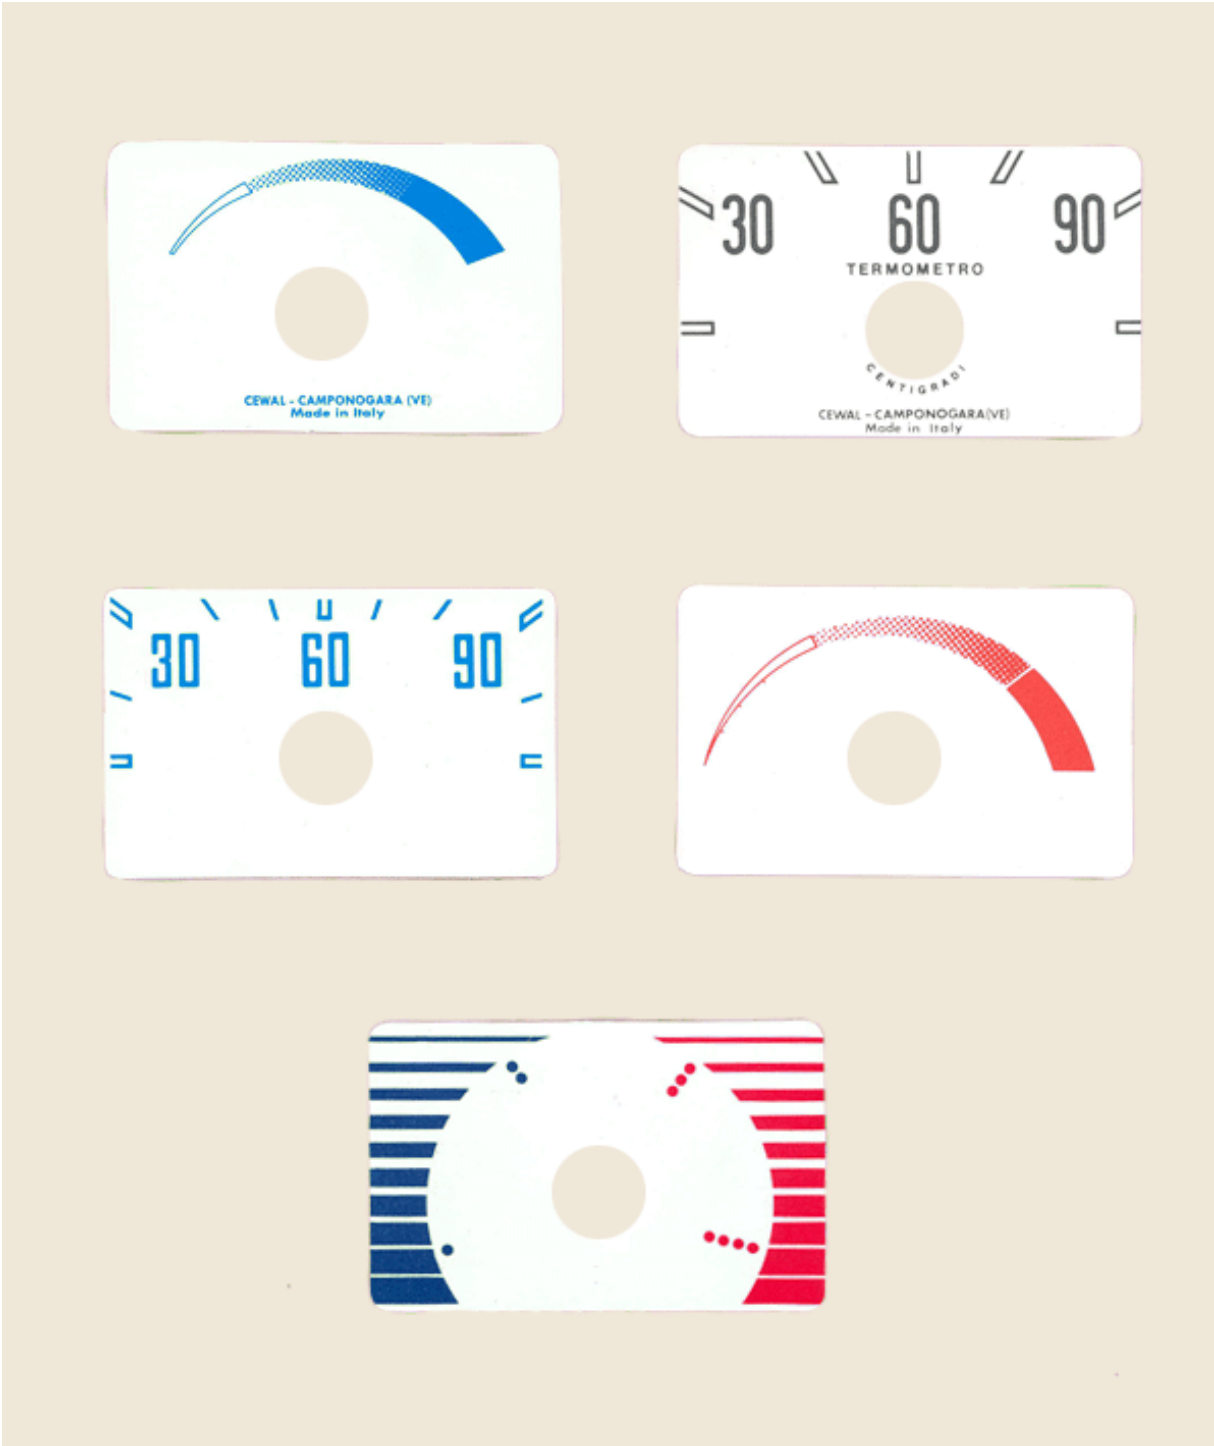 CEWAL - CAMPONOGARA (VE)
Made in Italy
30 60 90
TERMOMETRO
CENTIGRADI
CEWAL - CAMPONOGARA (VE)
Made in Italy
30 60 90